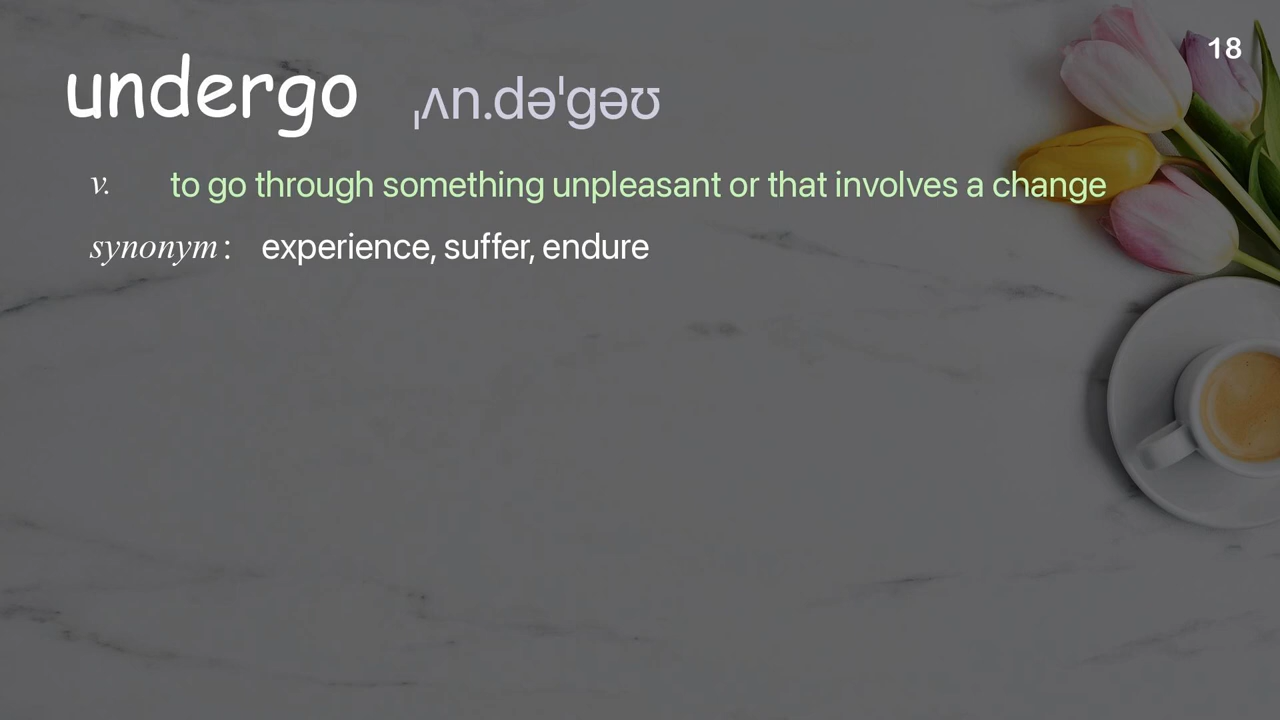 18
undergo ˌʌn.dəˈɡəʊ
v. to go through something unpleasant or that involves a change
synonym : experience, suffer, endure